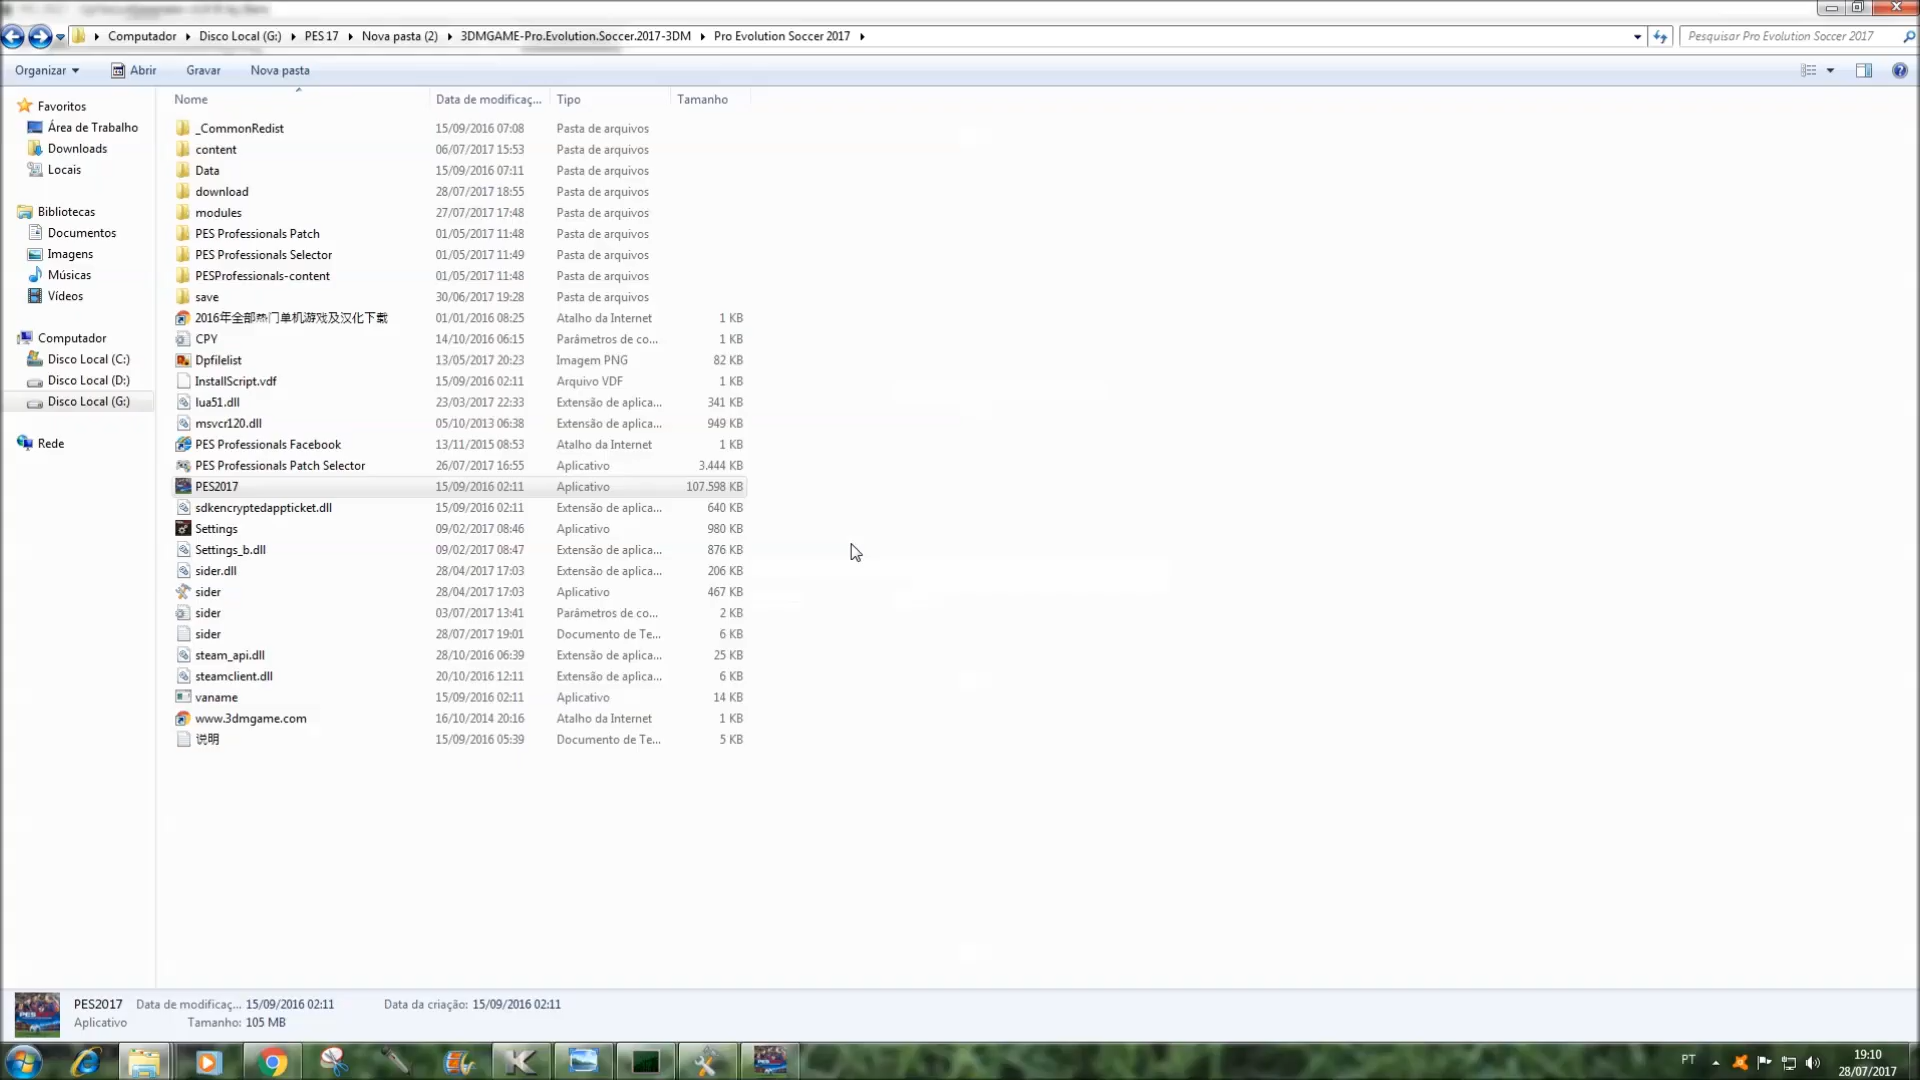 Computador Disco Local (G:) PES 17 Nova pasta (2) 3DMGAME-Pro.Evolution.Soccer.2017-3DM Pro Evolution Soccer 2017 Pesquisar Pro Evolution Soccer 2017
Organizar Abrir Gravar Nova pasta
Nome Data de modificaç... Tipo Tamanho
Favoritos
Área de Trabalho
Downloads
Locais
Bibliotecas
Documentos
Imagens
Músicas
Vídeos
Computador
Disco Local (C:)
Disco Local (D:)
Disco Local (G:)
Rede
_CommonRedist 15/09/2016 07:08 Pasta de arquivos
content 06/07/2017 15:53 Pasta de arquivos
Data 15/09/2016 07:11 Pasta de arquivos
download 28/07/2017 18:55 Pasta de arquivos
modules 27/07/2017 17:48 Pasta de arquivos
PES Professionals Patch 01/05/2017 11:48 Pasta de arquivos
PES Professionals Selector 01/05/2017 11:49 Pasta de arquivos
PESProfessionals-content 01/05/2017 11:48 Pasta de arquivos
save 30/06/2017 19:28 Pasta de arquivos
2016年全部热门单机游戏及汉化下载 01/01/2016 08:25 Atalho da Internet 1 KB
CPY 14/10/2016 06:15 Parâmetros de co... 1 KB
Dpfilelist 13/05/2017 20:23 Imagem PNG 82 KB
InstallScript.vdf 15/09/2016 02:11 Arquivo VDF 1 KB
lua51.dll 23/03/2017 22:33 Extensão de aplica... 341 KB
msvcr120.dll 05/10/2013 06:38 Extensão de aplica... 949 KB
PES Professionals Facebook 13/11/2015 08:53 Atalho da Internet 1 KB
PES Professionals Patch Selector 26/07/2017 16:55 Aplicativo 3.444 KB
PES2017 15/09/2016 02:11 Aplicativo 107.598 KB
sdkencryptedappticket.dll 15/09/2016 02:11 Extensão de aplica... 640 KB
Settings 09/02/2017 08:46 Aplicativo 980 KB
Settings_b.dll 09/02/2017 08:47 Extensão de aplica... 876 KB
sider.dll 28/04/2017 17:03 Extensão de aplica... 206 KB
sider 28/04/2017 17:03 Aplicativo 467 KB
sider 03/07/2017 13:41 Parâmetros de co... 2 KB
sider 28/07/2017 19:01 Documento de Te... 6 KB
steam_api.dll 28/10/2016 06:39 Extensão de aplica... 25 KB
steamclient.dll 20/10/2016 12:11 Extensão de aplica... 6 KB
vaname 15/09/2016 02:11 Aplicativo 14 KB
www.3dmgame.com 16/10/2014 20:16 Atalho da Internet 1 KB
说明 15/09/2016 05:39 Documento de Te... 5 KB
PES2017 Data de modificaç... 15/09/2016 02:11 Data da criação: 15/09/2016 02:11
Aplicativo Tamanho: 105 MB
PT 19:10
28/07/2017